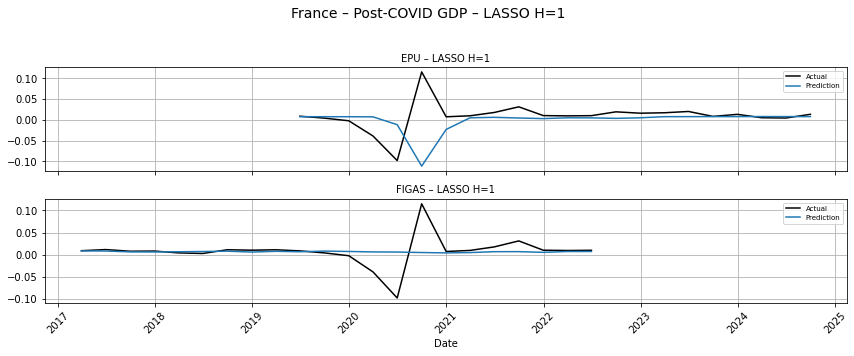 France – Post-COVID GDP – LASSO H=1
EPU – LASSO H=1
0.10
0.05
0.00
−0.05
−0.10
Actual
Prediction
FIGAS – LASSO H=1
0.10
0.05
0.00
−0.05
−0.10
Actual
Prediction
2017
2018
2019
2020
2021
2022
2023
2024
2025
Date